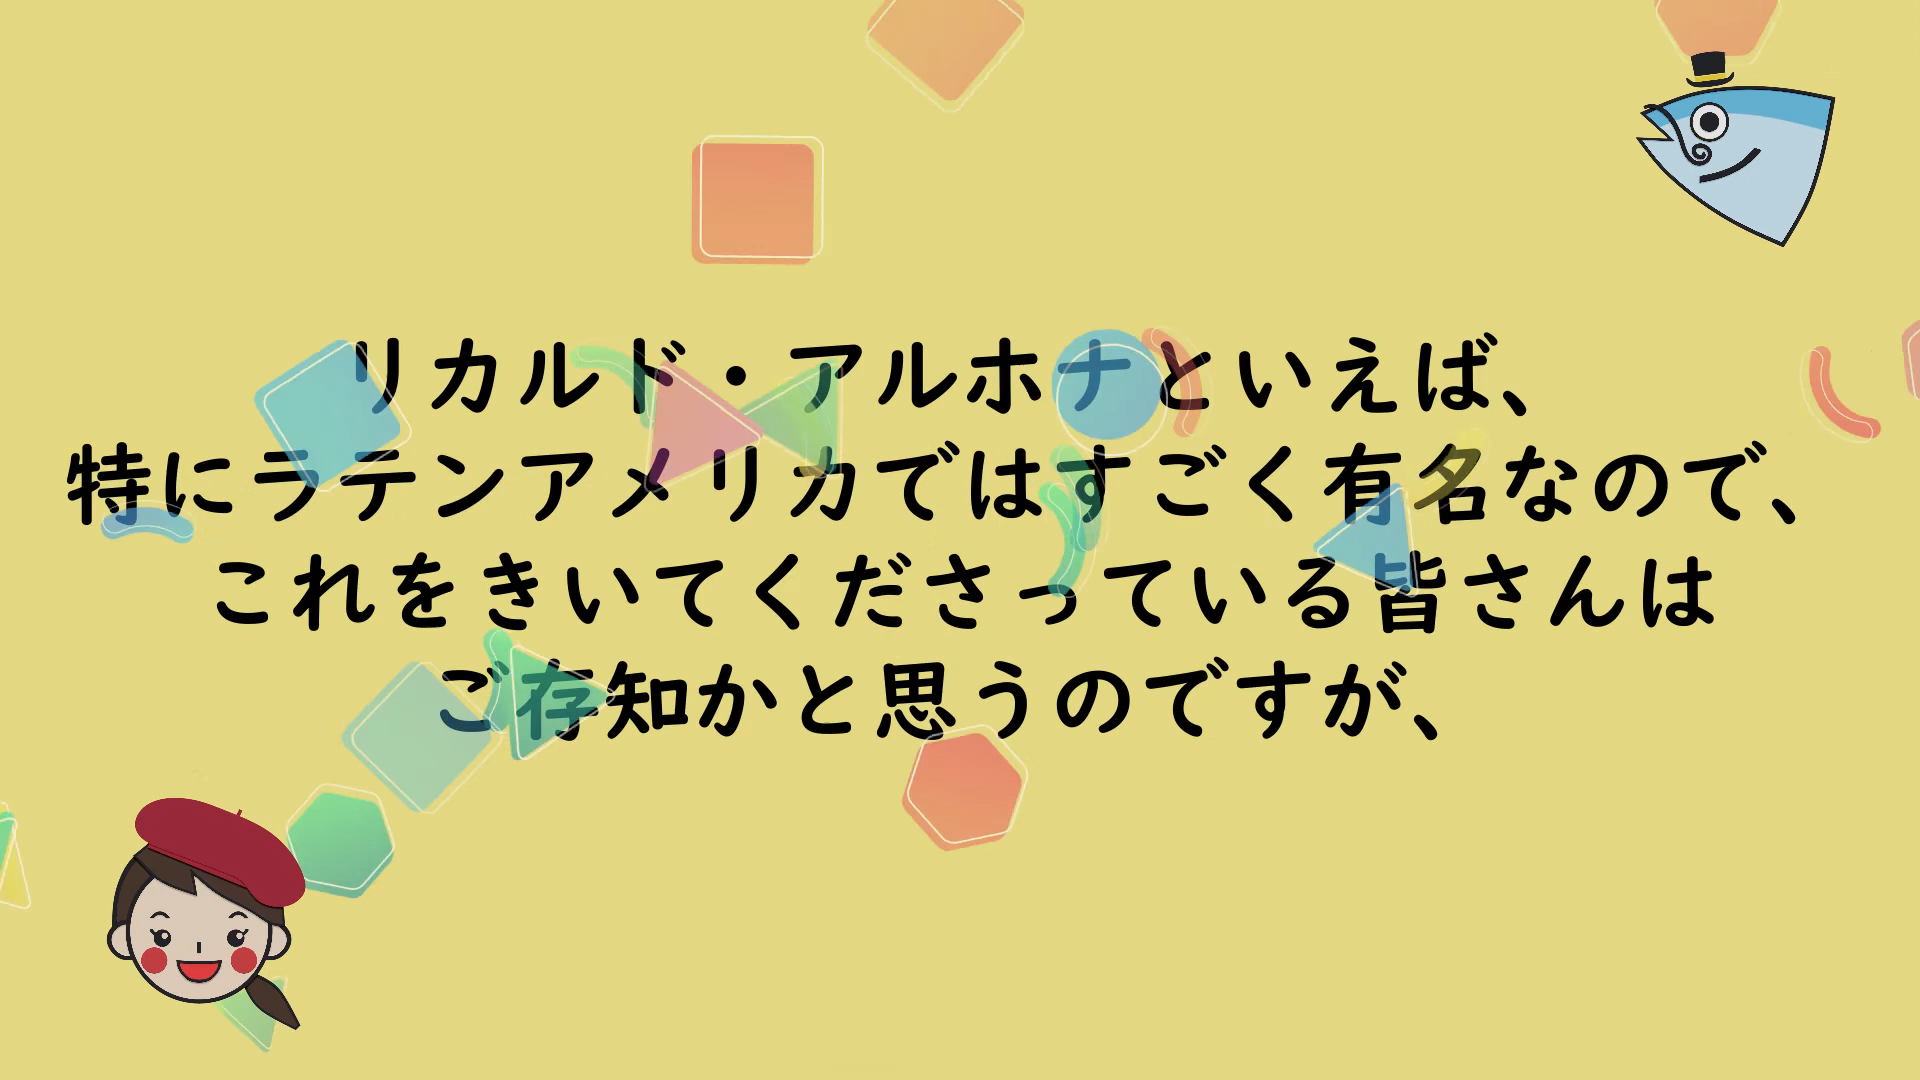 リカルド・アルホナといえば、
特にラテンアメリカではすごく有名なので、
これをきいてくださっている皆さんは
ご存知かと思うのですが、